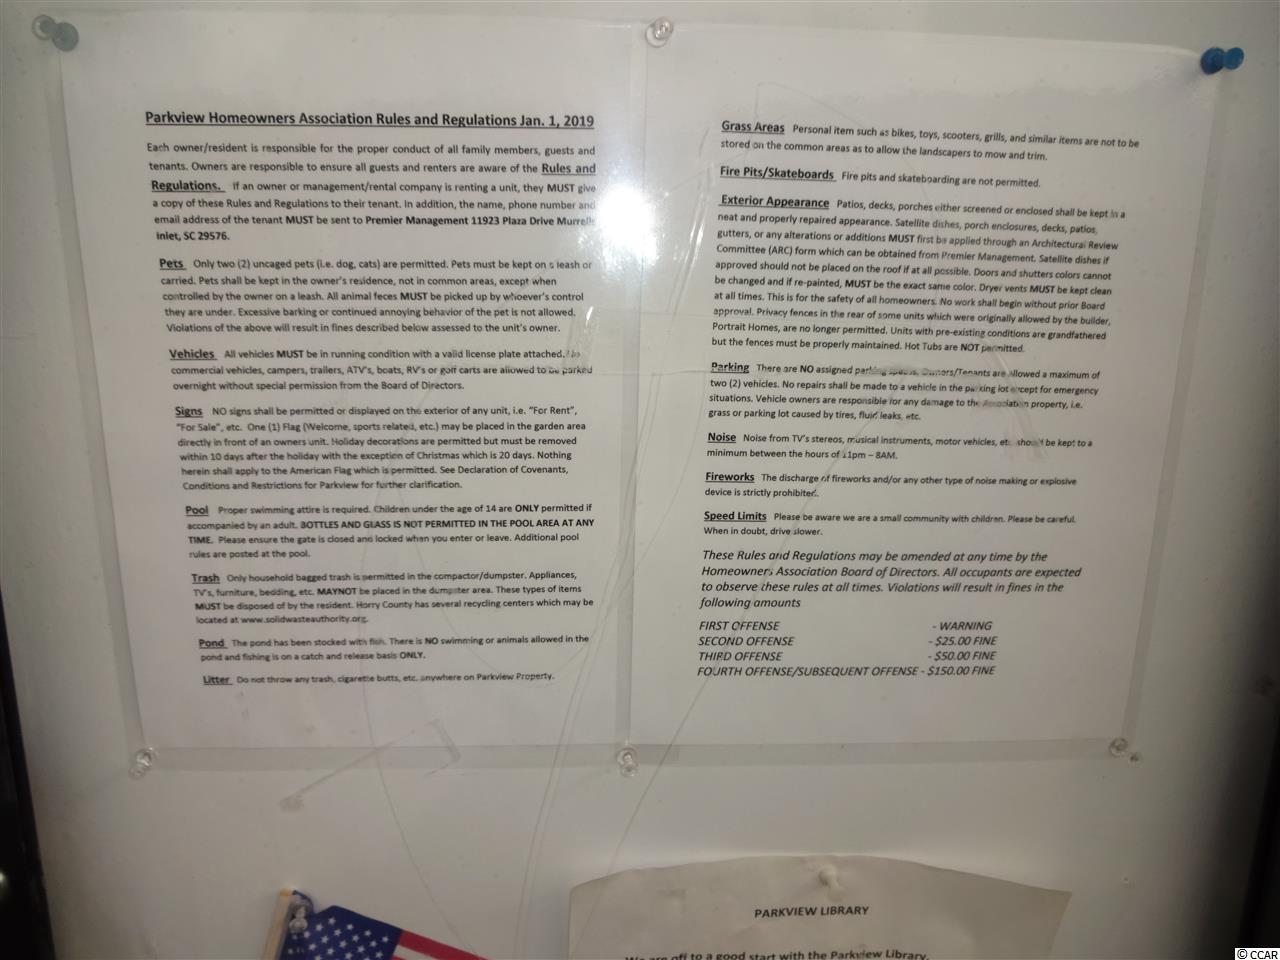 Parkview Homeowners Association Rules and Regulations Jan. 1, 2019
Each owner/resident is responsible for the proper conduct of all family members, guests and
tenants. Owners are responsible to ensure all guests and renters are aware of the Rules and
Regulations. If an owner or management/rental company is renting a unit, they MUST give
a copy of these Rules and Regulations to their tenant. In addition, the name, phone number and
email address of the tenant MUST be sent to Premier Management 11923 Plaza Drive Murrells
Inlet, SC 29576.
Pets Only two (2) uncaged pets (i.e. dog, cats) are permitted. Pets must be kept on a leash or
carried. Pets shall be kept in the owner's residence, not in common areas, except when
controlled by the owner on a leash. All animal feces MUST be picked up by whoever's control
they are under. Excessive barking or continued annoying behavior of the pet is not allowed.
Violations of the above will result in fines described below assessed to the unit's owner.
Vehicles All vehicles MUST be in running condition with a valid license plate attached. No
commercial vehicles, campers, trailers, ATV's, boats, RV's or golf carts are allowed to be parked
overnight without special permission from the Board of Directors.
Signs NO signs shall be permitted or displayed on the exterior of any unit, i.e. "For Rent",
"For Sale", etc. One (1) Flag (Welcome, sports related, etc.) may be placed in the garden area
directly in front of an owners unit. Holiday decorations are permitted but must be removed
within 10 days after the holiday with the exception of Christmas which is 20 days. Nothing
herein shall apply to the American Flag which is permitted. See Declaration of Covenants,
Conditions and Restrictions for Parkview for further clarification.
Pool Proper swimming attire is required. Children under the age of 14 are ONLY permitted if
accompanied by an adult. BOTTLES AND GLASS IS NOT PERMITTED IN THE POOL AREA AT ANY
TIME. Please ensure the gate is closed and locked when you enter or leave. Additional pool
rules are posted at the pool.
Trash Only household bagged trash is permitted in the compactor/dumpster. Appliances,
TV's, furniture, bedding, etc. MAYNOT be placed in the dumpster area. These types of items
MUST be disposed of by the resident. Horry County has several recycling centers which may be
located at www.solidwasteauthority.org.
Pond The pond has been stocked with fish. There is NO swimming or animals allowed in the
pond and fishing is on a catch and release basis ONLY.
Litter Do not throw any trash, cigarette butts, etc. anywhere on Parkview Property.
Grass Areas Personal item such as bikes, toys, scooters, grills, and similar items are not to be
stored on the common areas as to allow the landscapers to mow and trim.
Fire Pits/Skateboards Fire pits and skateboarding are not permitted.
Exterior Appearance Patios, decks, porches either screened or enclosed shall be kept in a
neat and properly repaired appearance. Satellite dishes, porch enclosures, decks, patios,
gutters, or any alterations or additions MUST first be applied through an Architectural Review
Committee (ARC) form which can be obtained from Premier Management. Satellite dishes if
approved should not be placed on the roof if at all possible. Doors and shutters colors cannot
be changed and if re-painted, MUST be the exact same color. Dryer vents MUST be kept clean
at all times. This is for the safety of all homeowners. No work shall begin without prior Board
approval. Privacy fences in the rear of some units which were originally allowed by the builder,
Portrait Homes, are no longer permitted. Units with pre-existing conditions are grandfathered
but the fences must be properly maintained. Hot Tubs are NOT permitted.
Parking There are NO assigned parking spaces. Owners/Tenants are allowed a maximum of
two (2) vehicles. No repairs shall be made to a vehicle in the parking lot except for emergency
situations. Vehicle owners are responsible for any damage to the Association property, i.e.
grass or parking lot caused by tires, fluid leaks, etc.
Noise Noise from TV's stereos, musical instruments, motor vehicles, etc. should be kept to a
minimum between the hours of 11pm – 8AM.
Fireworks The discharge of fireworks and/or any other type of noise making or explosive
device is strictly prohibited.
Speed Limits Please be aware we are a small community with children. Please be careful.
When in doubt, drive slower.
These Rules and Regulations may be amended at any time by the
Homeowners Association Board of Directors. All occupants are expected
to observe these rules at all times. Violations will result in fines in the
following amounts
FIRST OFFENSE - WARNING
SECOND OFFENSE - $25.00 FINE
THIRD OFFENSE - $50.00 FINE
FOURTH OFFENSE/SUBSEQUENT OFFENSE - $150.00 FINE
PARKVIEW LIBRARY
We are off to a good start with the Parkview Library.
© CCAR